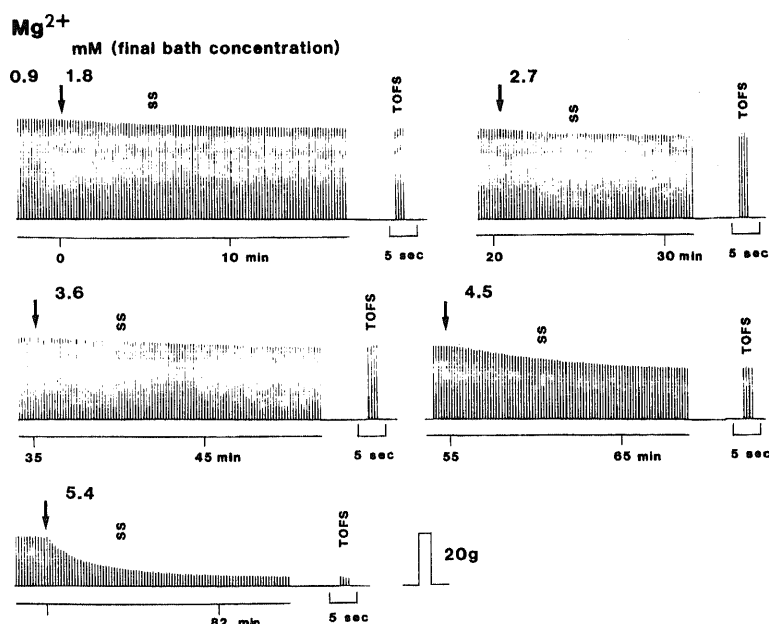 Mg2+
mM (final bath concentration)
0.9 1.8
SS
TOFS
0 10 min
5 sec
2.7
SS
TOFS
20 30 min
5 sec
3.6
SS
TOFS
35 45 min
5 sec
4.5
SS
TOFS
55 65 min
5 sec
5.4
SS
TOFS
82 min
5 sec
20g